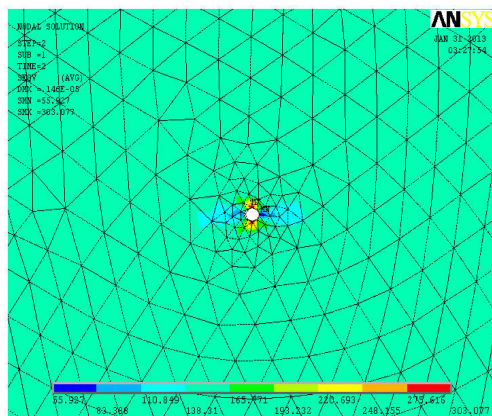 ANSYS
NODAL SOLUTION
JAN 31 2013
03:27:54
STEP=2
SUB =1
TIME=2
SEQV (AVG)
DMX =.146E-05
SMN =55.927
SMX =303.077
MX
55.927 110.849 165.771 220.693 275.616
83.388 138.31 193.232 248.155 303.077